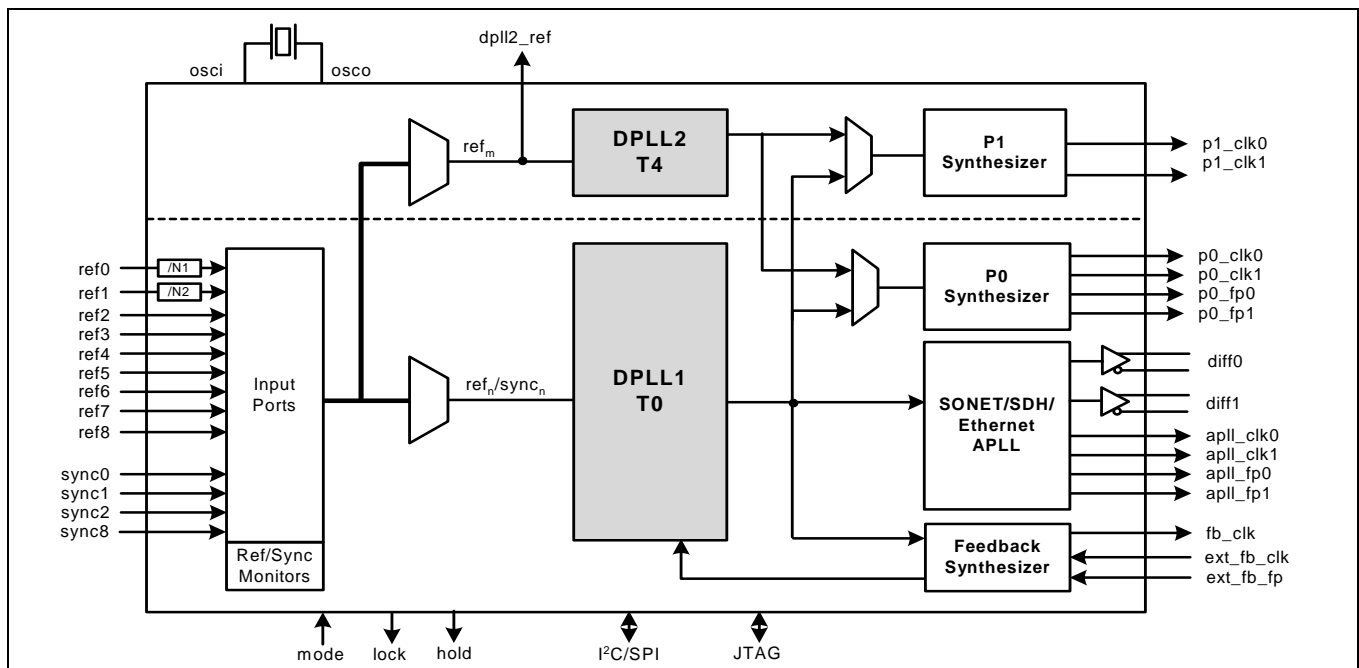 dpll2_ref
osci
osco
ref_m
DPLL2
T4
P1
Synthesizer
p1_clk0
p1_clk1
ref0
/N1
ref1
/N2
ref2
ref3
ref4
ref5
ref6
ref7
ref8
sync0
sync1
sync2
sync8
Input
Ports
Ref/Sync
Monitors
ref_n/sync_n
DPLL1
T0
P0
Synthesizer
p0_clk0
p0_clk1
p0_fp0
p0_fp1
SONET/SDH/
Ethernet
APLL
diff0
diff1
apll_clk0
apll_clk1
apll_fp0
apll_fp1
Feedback
Synthesizer
fb_clk
ext_fb_clk
ext_fb_fp
mode
lock
hold
I²C/SPI
JTAG